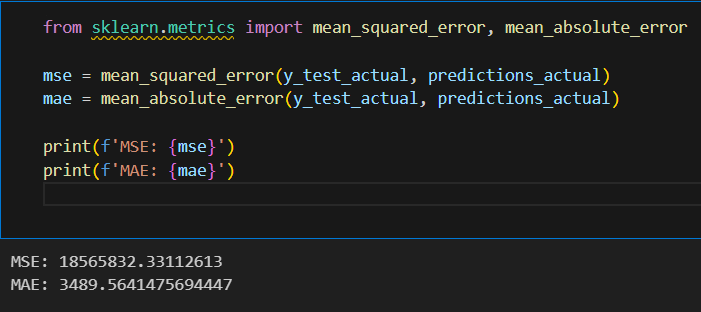 from sklearn.metrics import mean_squared_error, mean_absolute_error
mse = mean_squared_error(y_test_actual, predictions_actual)
mae = mean_absolute_error(y_test_actual, predictions_actual)
print(f'MSE: {mse}')
print(f'MAE: {mae}')
MSE: 18565832.33112613
MAE: 3489.5641475694447